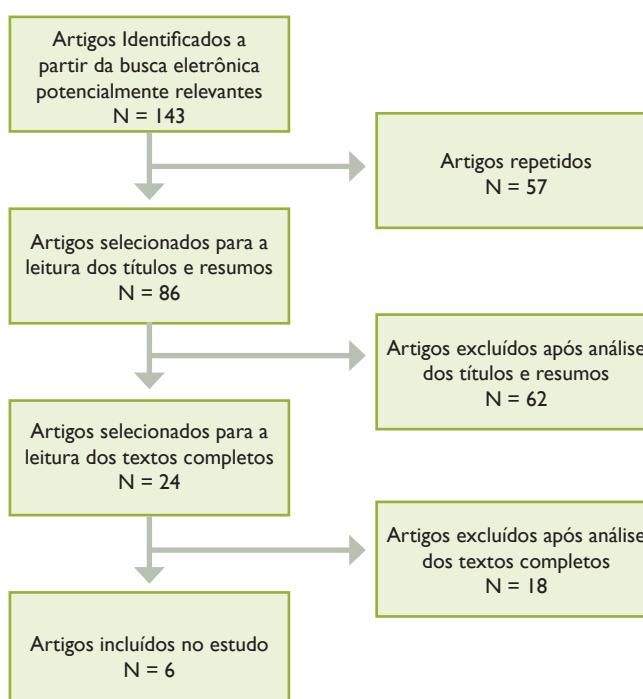 Artigos Identificados a
partir da busca eletrônica
potencialmente relevantes
N = 143
Artigos repetidos
N = 57
Artigos selecionados para a
leitura dos títulos e resumos
N = 86
Artigos excluídos após análise
dos títulos e resumos
N = 62
Artigos selecionados para a
leitura dos textos completos
N = 24
Artigos excluídos após análise
dos textos completos
N = 18
Artigos incluídos no estudo
N = 6